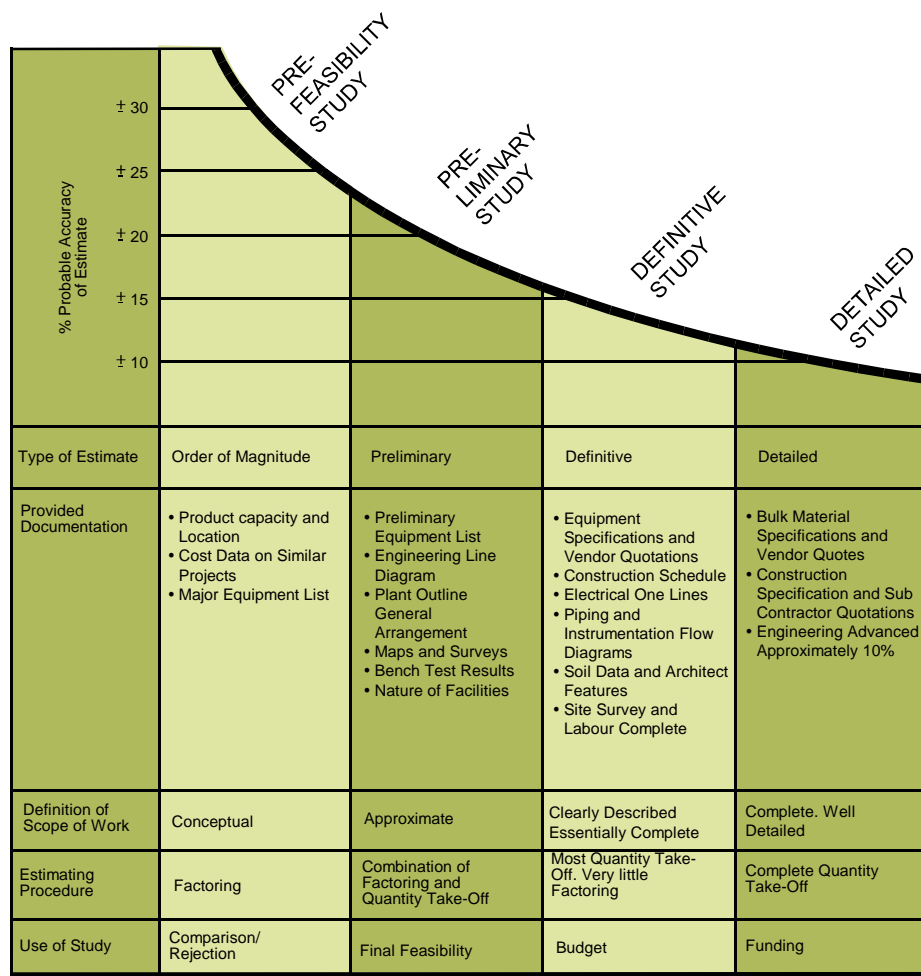 PRE-
FEASIBILITY
STUDY
PRE-
LIMINARY
STUDY
DEFINITIVE
STUDY
DETAILED
STUDY
% Probable Accuracy
of Estimate
± 30
± 25
± 20
± 15
± 10
Type of Estimate
Order of Magnitude
Preliminary
Definitive
Detailed
Provided
Documentation
• Product capacity and
Location
• Cost Data on Similar
Projects
• Major Equipment List
• Preliminary
Equipment List
• Engineering Line
Diagram
• Plant Outline
General
Arrangement
• Maps and Surveys
• Bench Test Results
• Nature of Facilities
• Equipment
Specifications and
Vendor Quotations
• Construction Schedule
• Electrical One Lines
• Piping and
Instrumentation Flow
Diagrams
• Soil Data and Architect
Features
• Site Survey and
Labour Complete
• Bulk Material
Specifications and
Vendor Quotes
• Construction
Specification and Sub
Contractor Quotations
• Engineering Advanced
Approximately 10%
Definition of
Scope of Work
Conceptual
Approximate
Clearly Described
Essentially Complete
Complete. Well
Detailed
Estimating
Procedure
Factoring
Combination of
Factoring and
Quantity Take-Off
Most Quantity Take-
Off. Very little
Factoring
Complete Quantity
Take-Off
Use of Study
Comparison/
Rejection
Final Feasibility
Budget
Funding